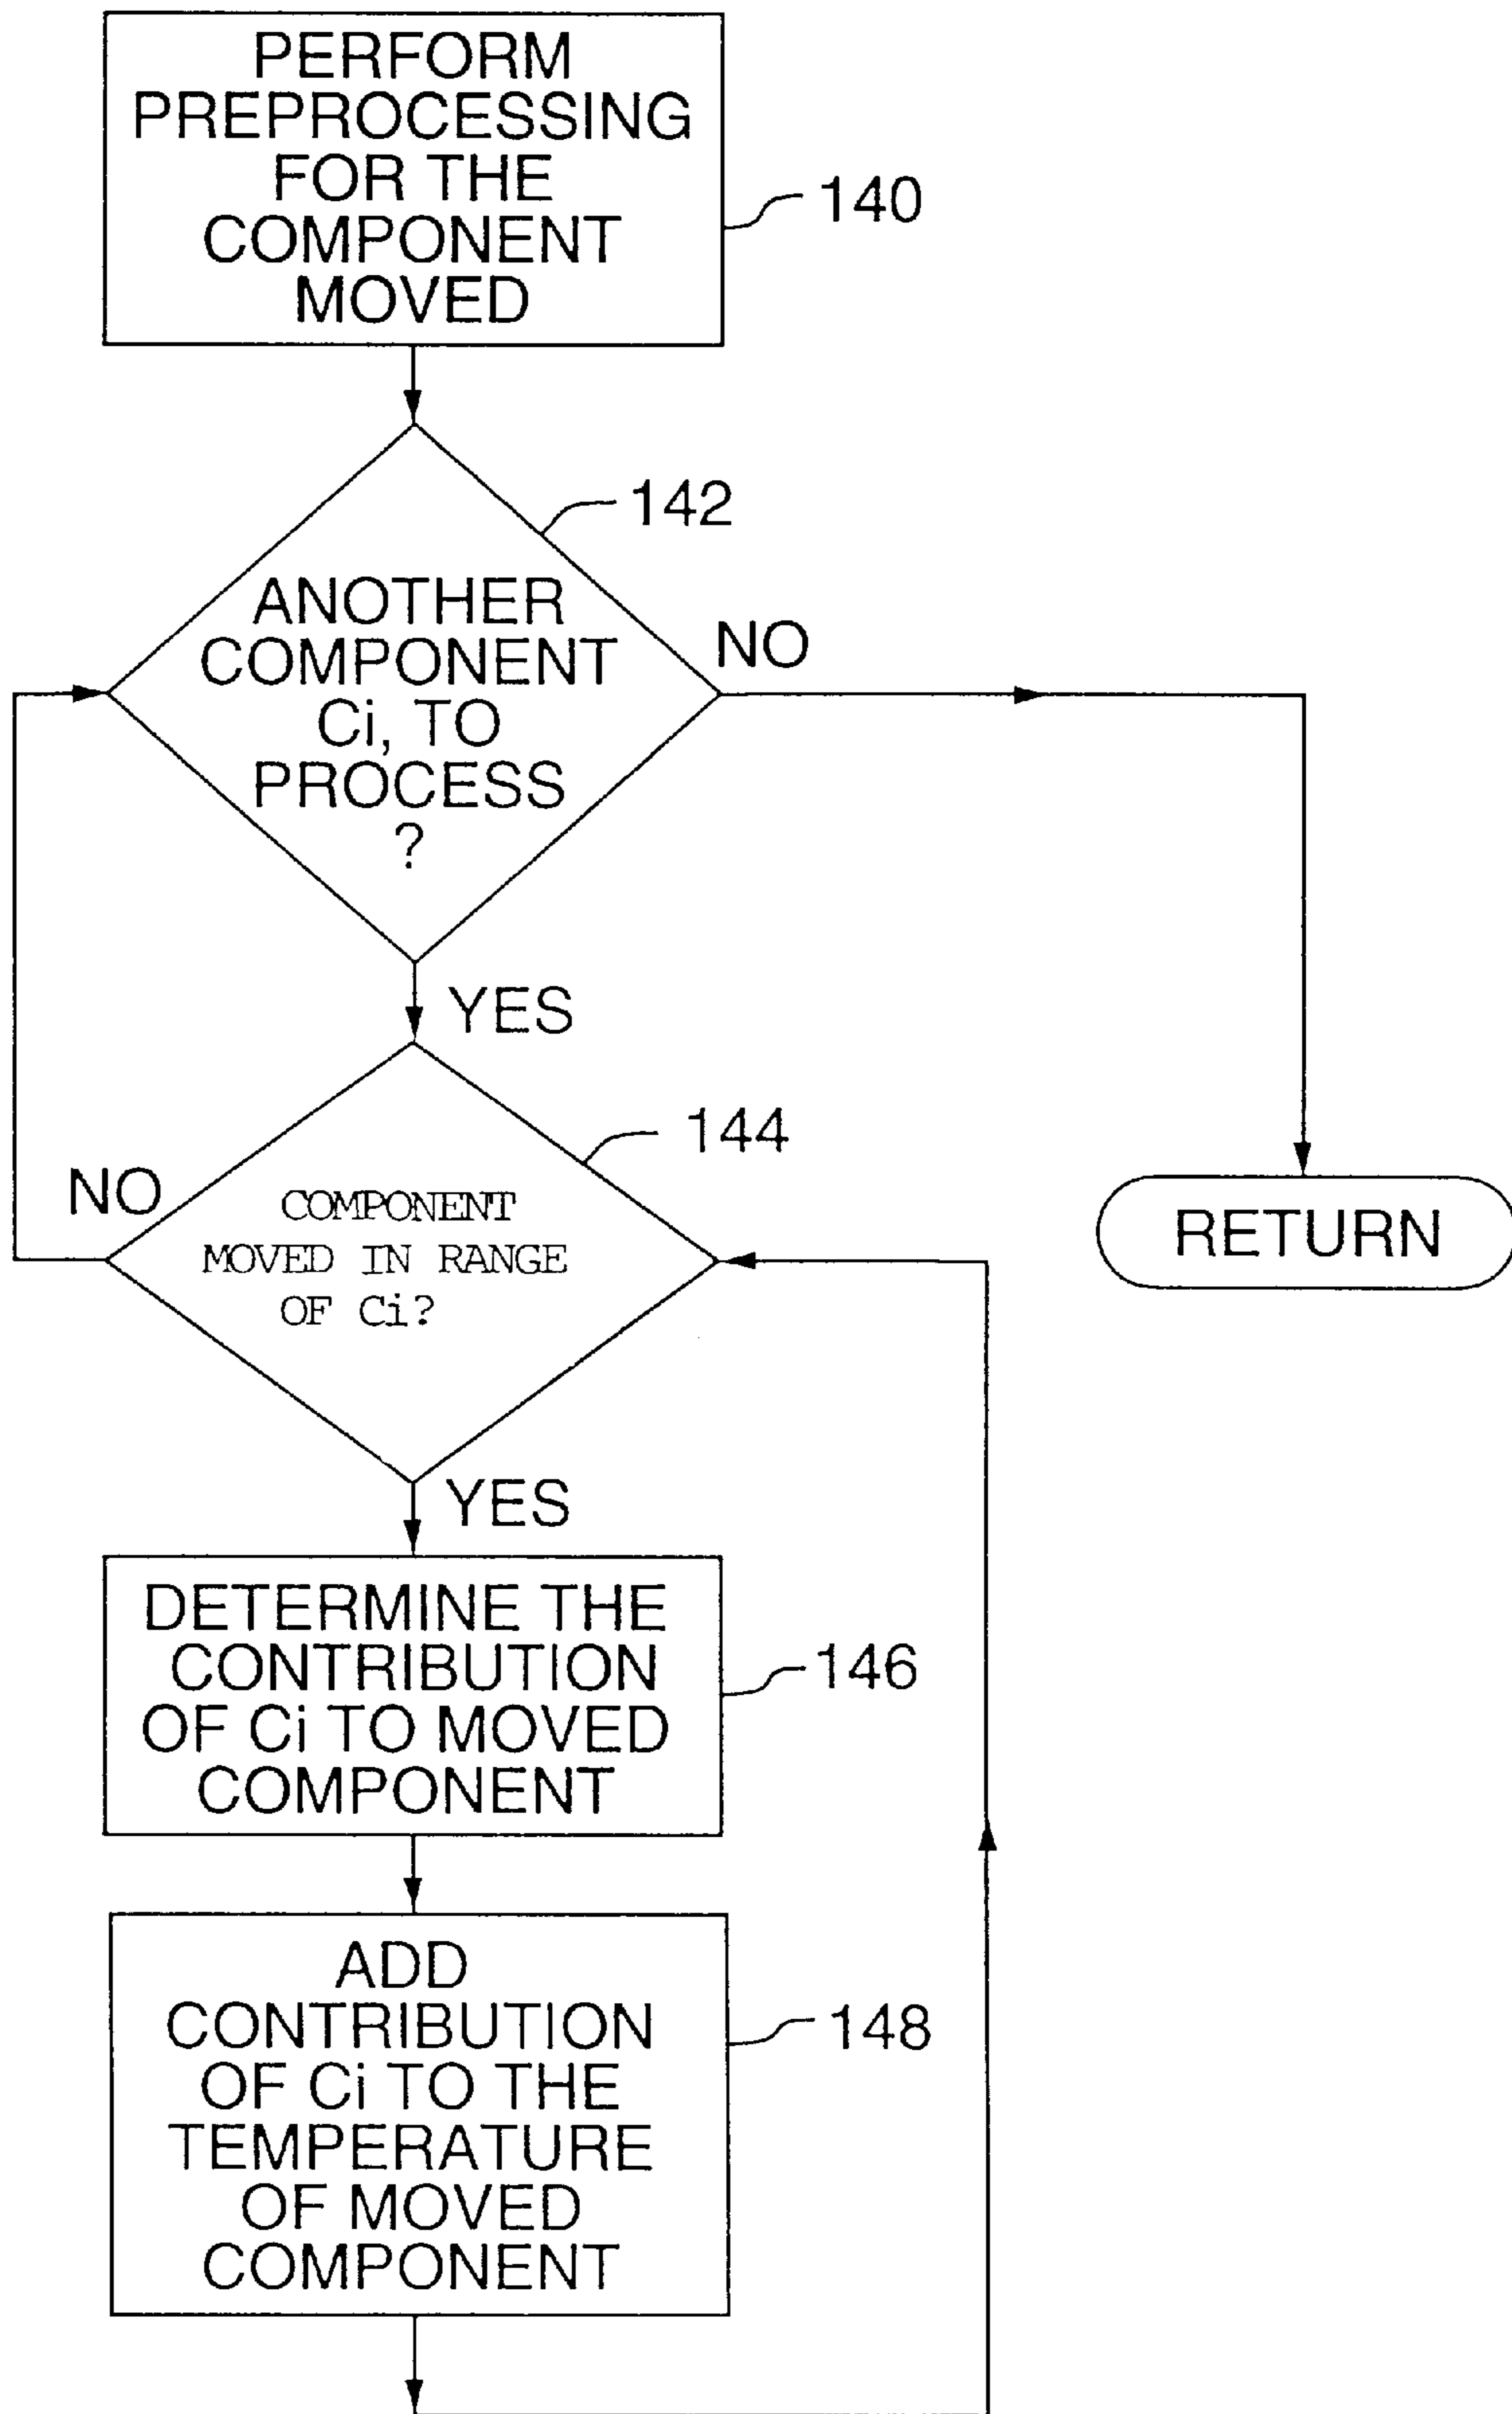 PERFORM
PREPROCESSING
FOR THE
COMPONENT
MOVED
140
142
ANOTHER
COMPONENT
Ci, TO
PROCESS
?
NO
YES
144
NO
COMPONENT
MOVED IN RANGE
OF Ci?
RETURN
YES
DETERMINE THE
CONTRIBUTION
OF Ci TO MOVED
COMPONENT
146
ADD
CONTRIBUTION
OF Ci TO THE
TEMPERATURE
OF MOVED
COMPONENT
148